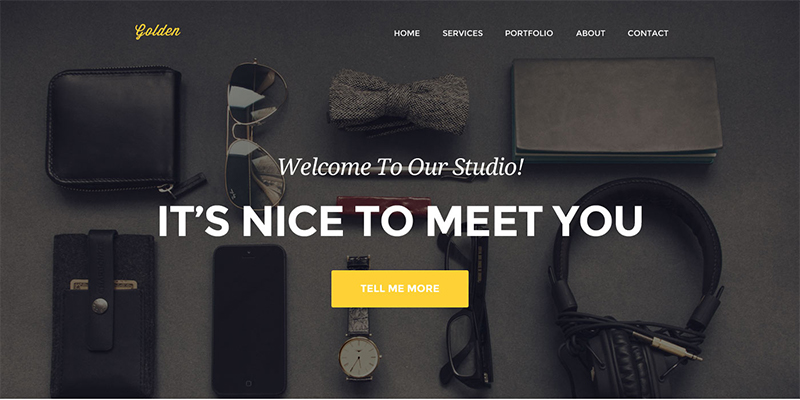 Golden
HOME SERVICES PORTFOLIO ABOUT CONTACT
Welcome To Our Studio!
IT’S NICE TO MEET YOU
TELL ME MORE